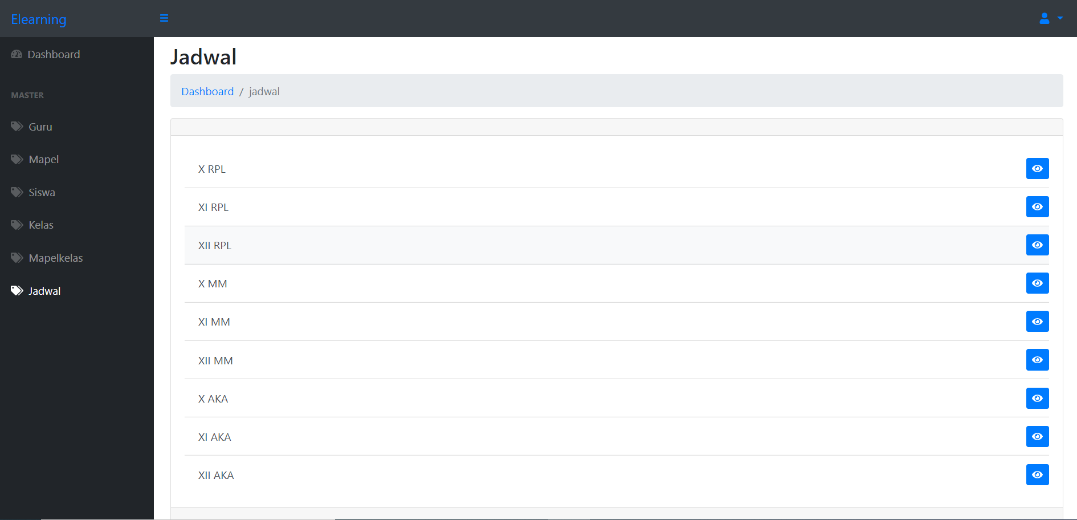 Elearning
Dashboard
MASTER
Guru
Mapel
Siswa
Kelas
Mapelkelas
Jadwal
Jadwal
Dashboard / jadwal
X RPL
XI RPL
XII RPL
X MM
XI MM
XII MM
X AKA
XI AKA
XII AKA